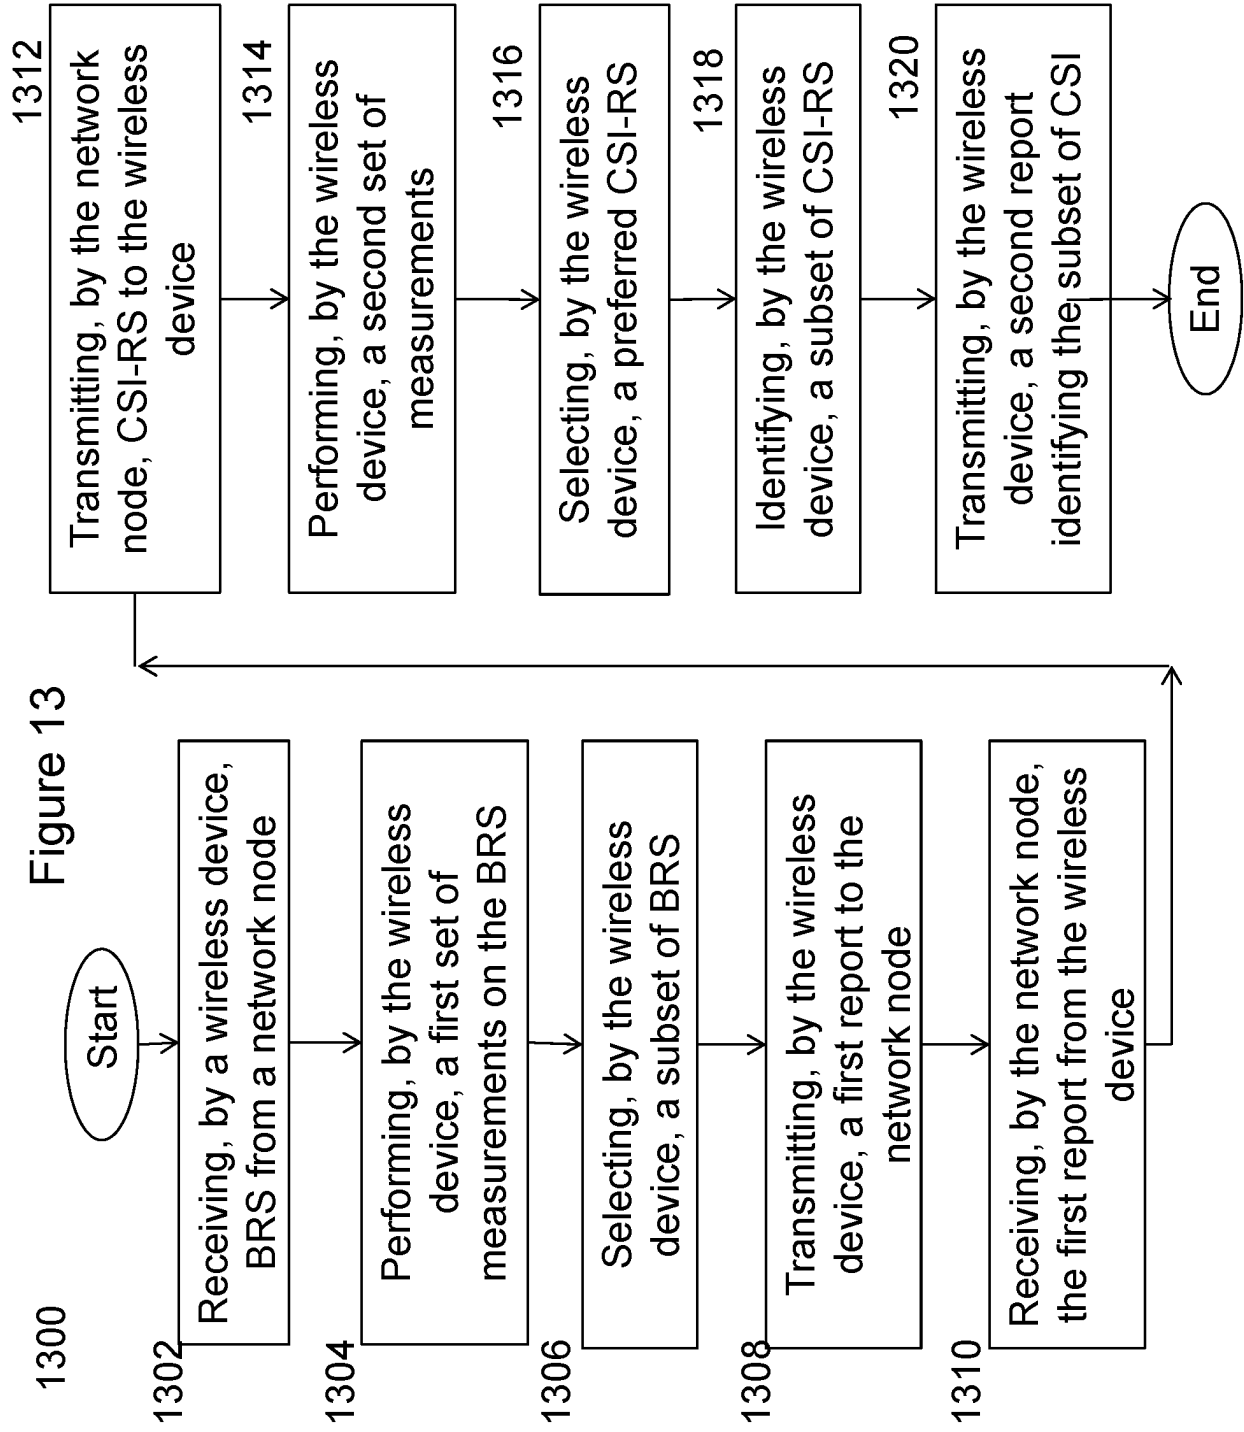 Figure 13
1300
Start
1302
Receiving, by a wireless device,
BRS from a network node
1304
Performing, by the wireless
device, a first set of
measurements on the BRS
1306
Selecting, by the wireless
device, a subset of BRS
1308
Transmitting, by the wireless
device, a first report to the
network node
1310
Receiving, by the network node,
the first report from the wireless
device
1312
Transmitting, by the network
node, CSI-RS to the wireless
device
1314
Performing, by the wireless
device, a second set of
measurements
1316
Selecting, by the wireless
device, a preferred CSI-RS
1318
Identifying, by the wireless
device, a subset of CSI-RS
1320
Transmitting, by the wireless
device, a second report
identifying the subset of CSI
End